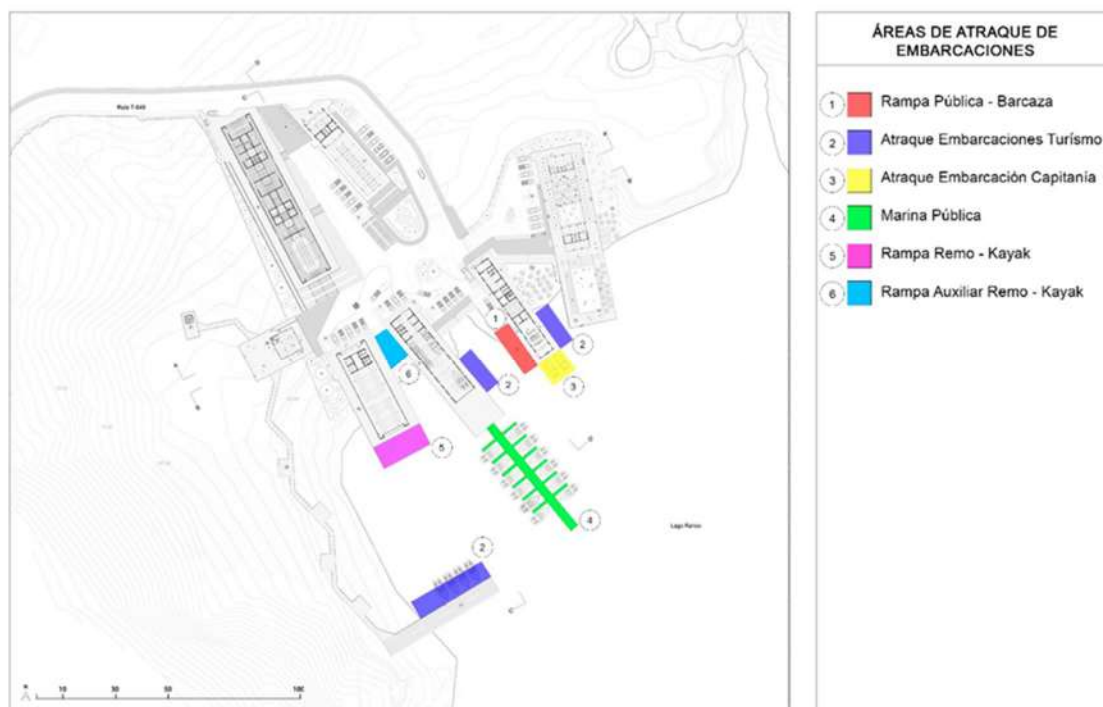 Ruta T-559
1
2
2
3
6
5
4
2
Lago Ranco
10
30
50
100
ÁREAS DE ATRAQUE DE
EMBARCACIONES
1 Rampa Pública - Barcaza
2 Atraque Embarcaciones Turísmo
3 Atraque Embarcación Capitanía
4 Marina Pública
5 Rampa Remo - Kayak
6 Rampa Auxiliar Remo - Kayak